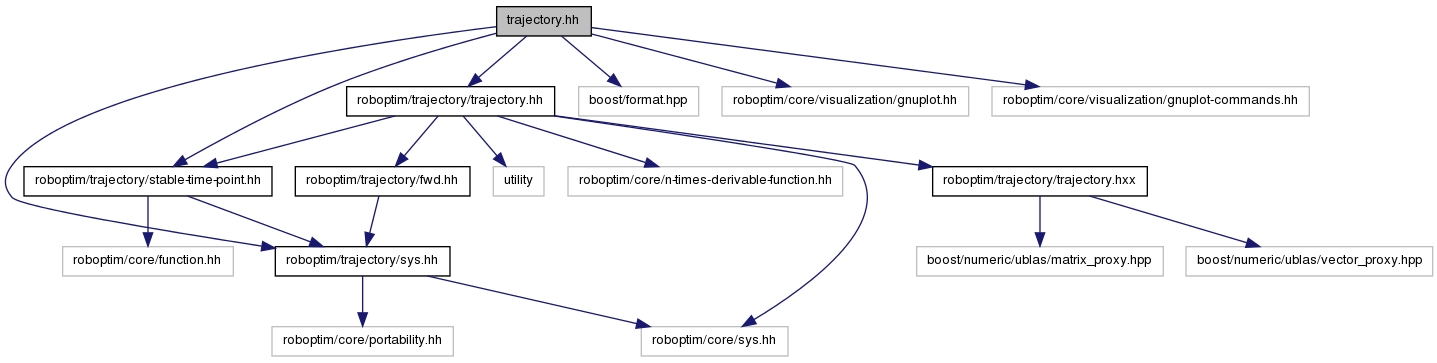 trajectory.hh
roboptim/trajectory/trajectory.hh
boost/format.hpp
roboptim/core/visualization/gnuplot.hh
roboptim/core/visualization/gnuplot-commands.hh
roboptim/trajectory/stable-time-point.hh
roboptim/trajectory/fwd.hh
utility
roboptim/core/n-times-derivable-function.hh
roboptim/trajectory/trajectory.hxx
roboptim/core/function.hh
roboptim/trajectory/sys.hh
boost/numeric/ublas/matrix_proxy.hpp
boost/numeric/ublas/vector_proxy.hpp
roboptim/core/portability.hh
roboptim/core/sys.hh